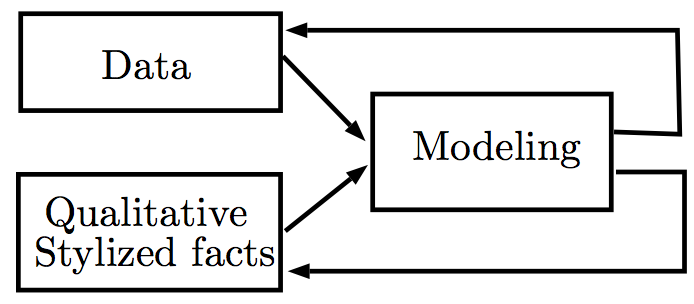 Data
Modeling
Qualitative
Stylized facts